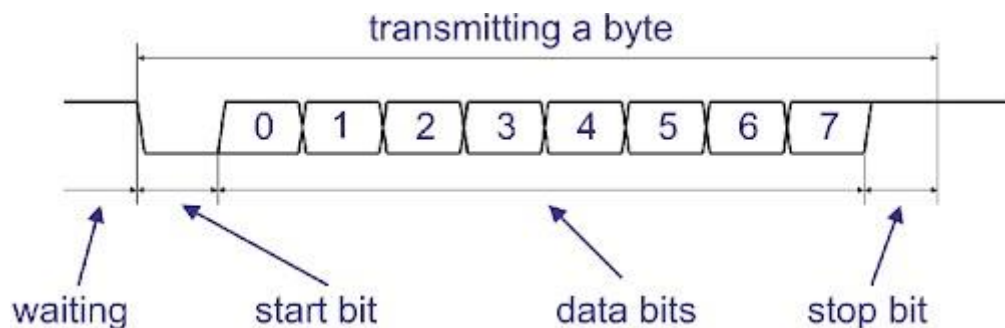 transmitting a byte
0 1 2 3 4 5 6 7
waiting start bit data bits stop bit